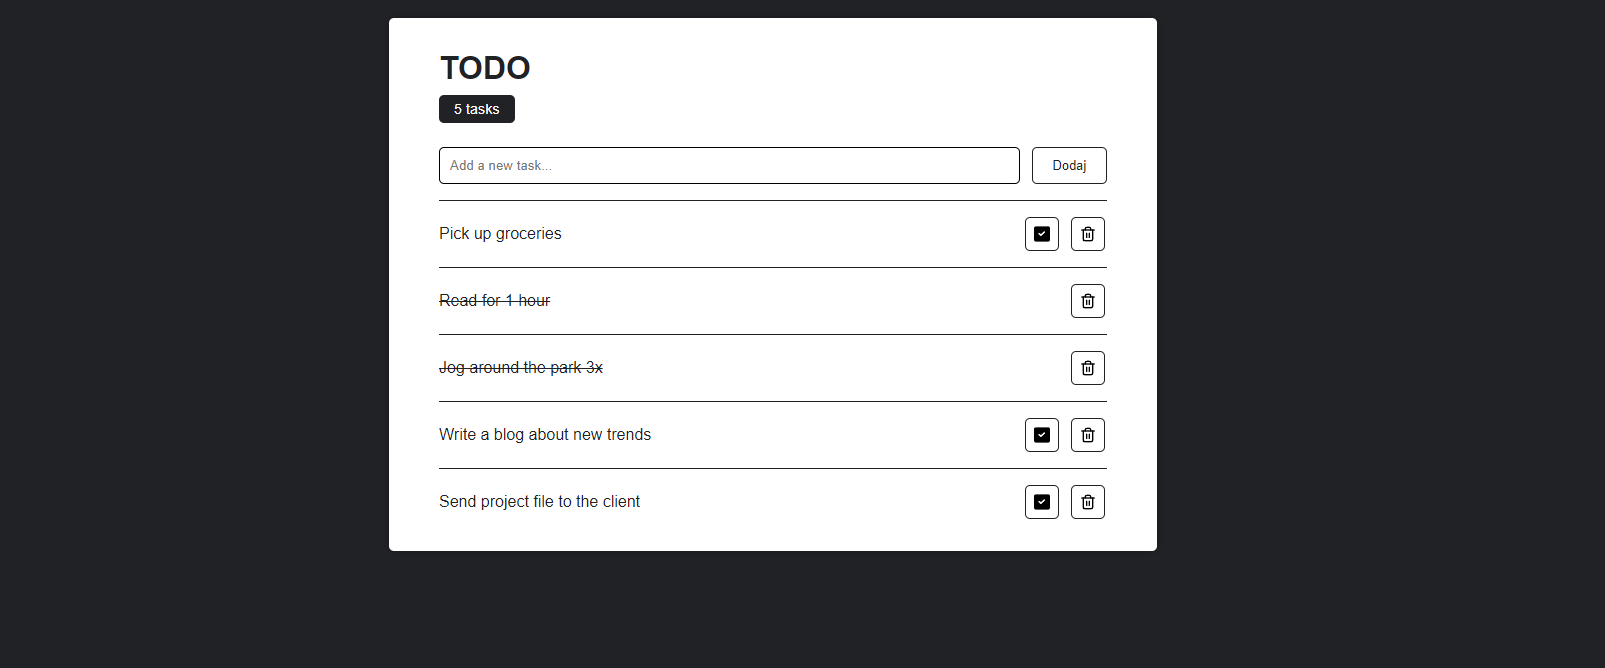 TODO
5 tasks
Add a new task...
Dodaj
Pick up groceries
Read for 1 hour
Jog around the park 3x
Write a blog about new trends
Send project file to the client